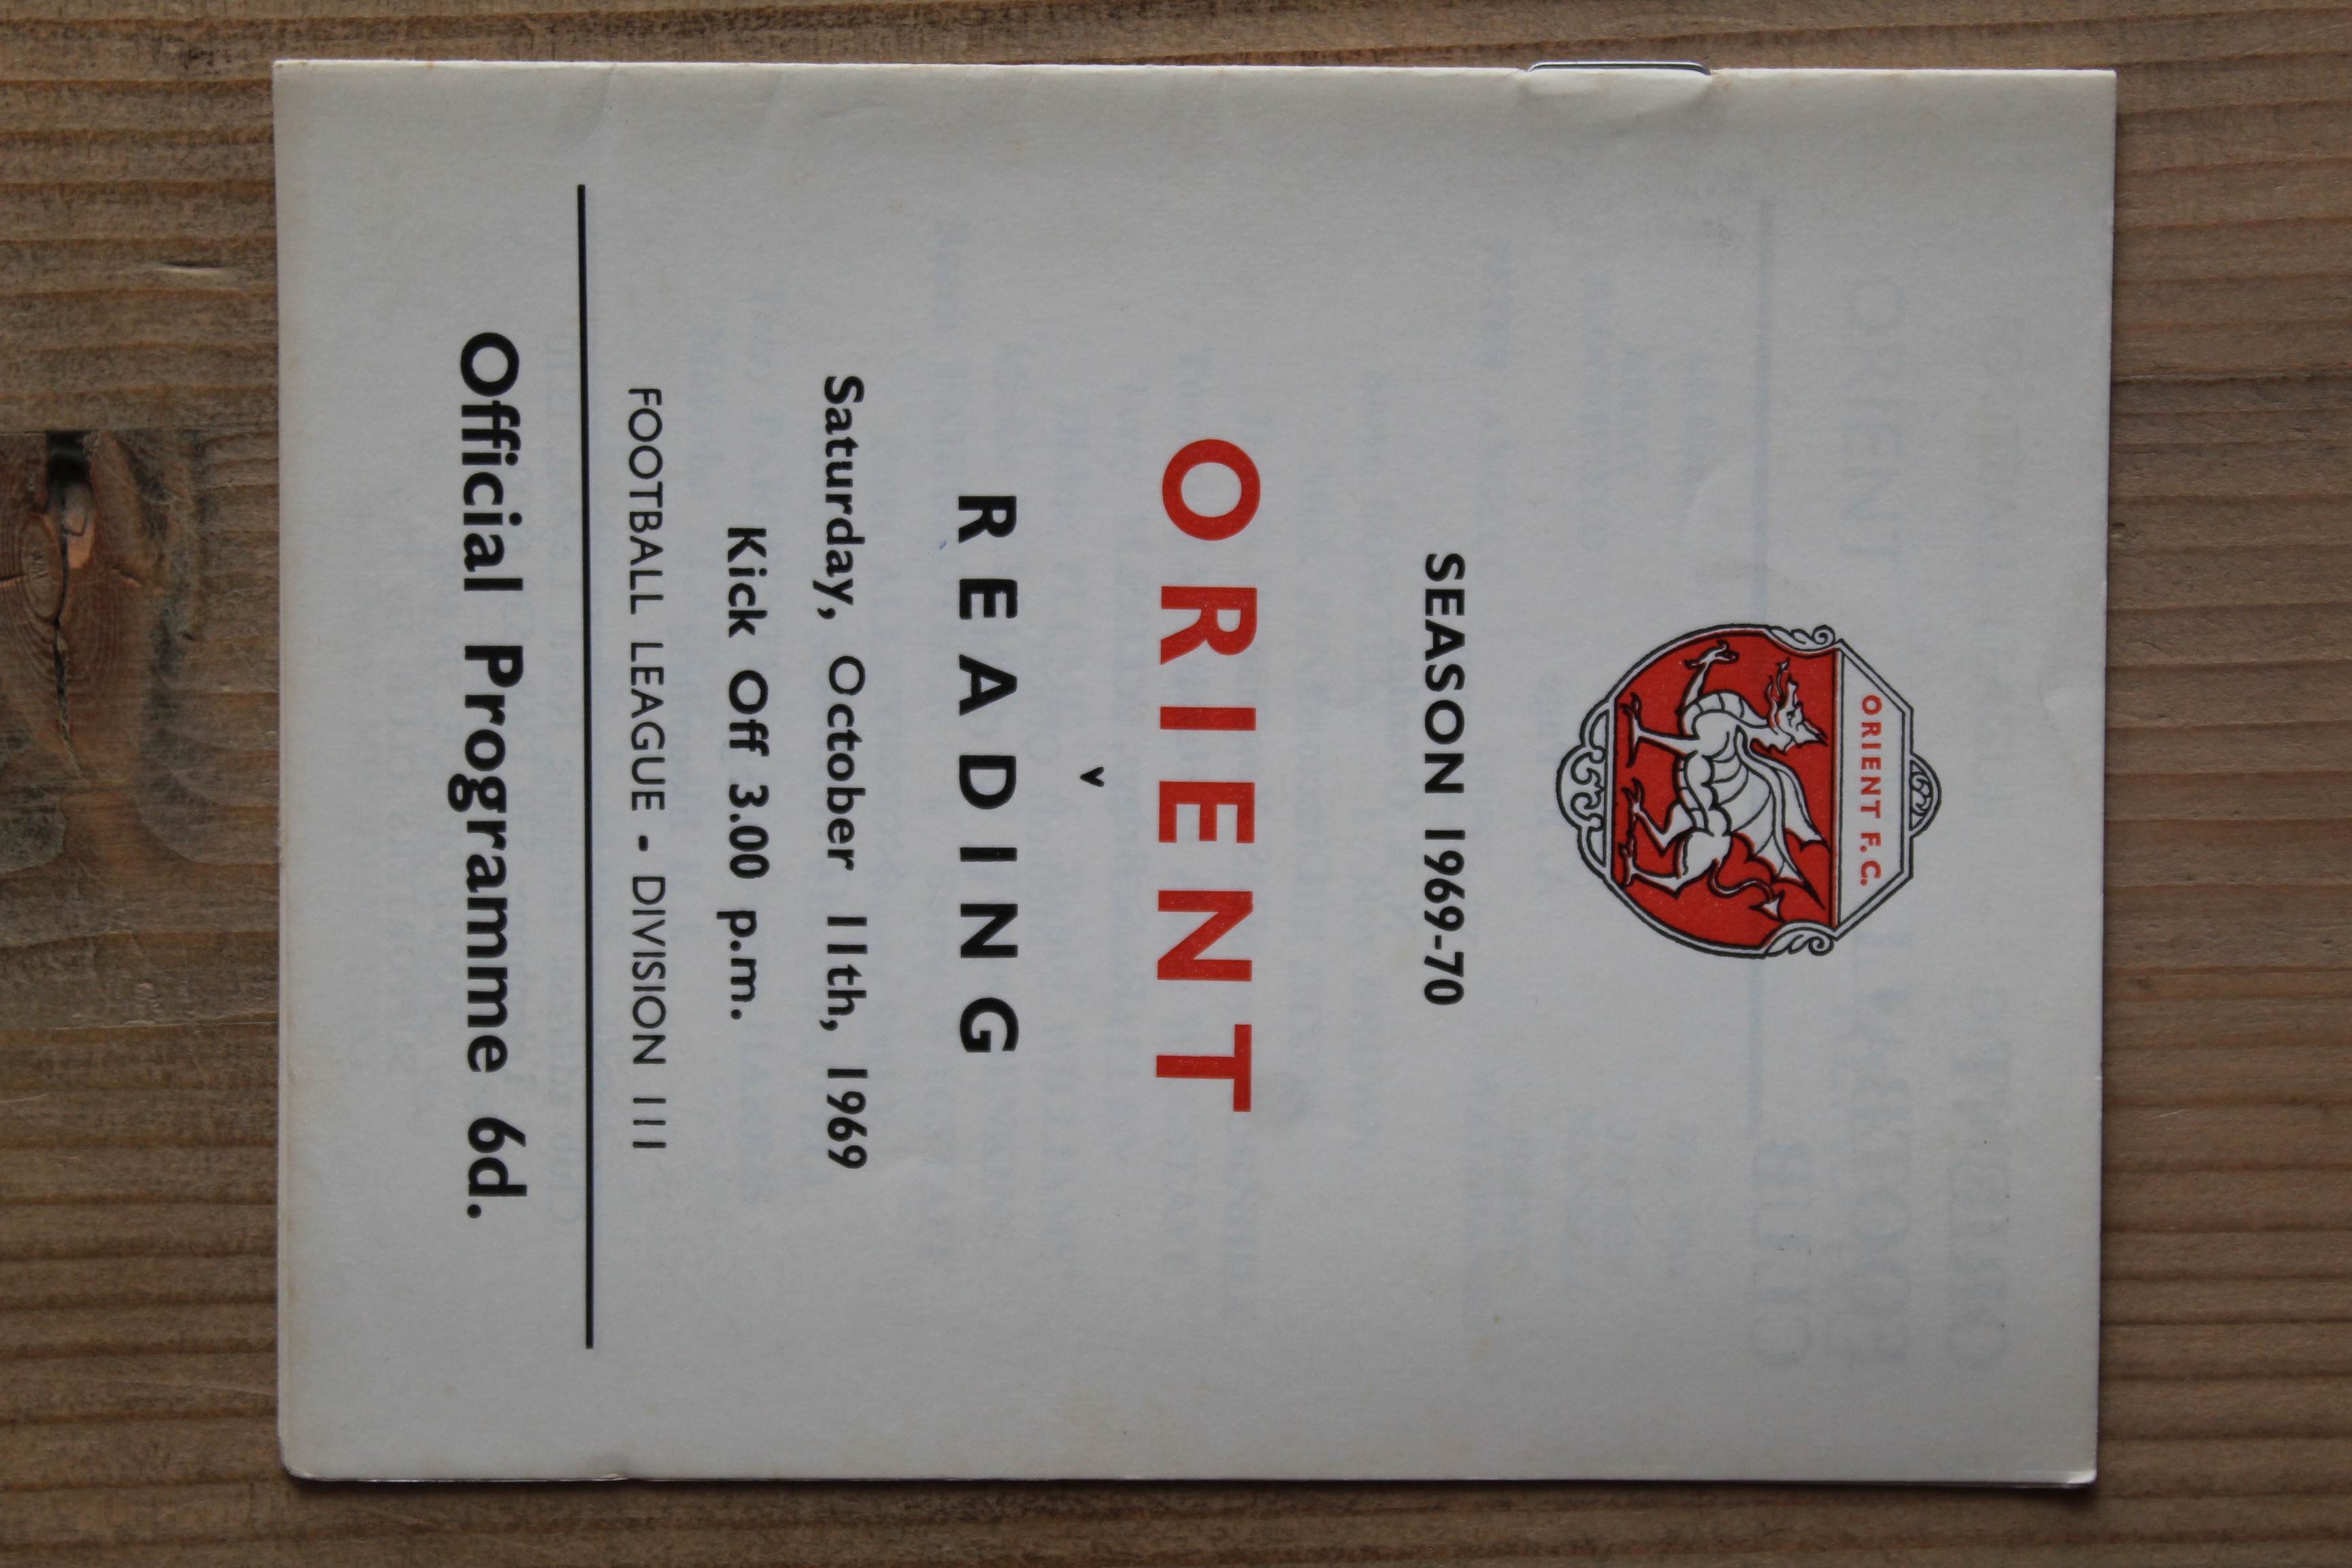 ORIENT F.C.
SEASON 1969-70
ORIENT
v
READING
Saturday, October 11th, 1969
Kick Off 3.00 p.m.
FOOTBALL LEAGUE - DIVISION III
Official Programme 6d.